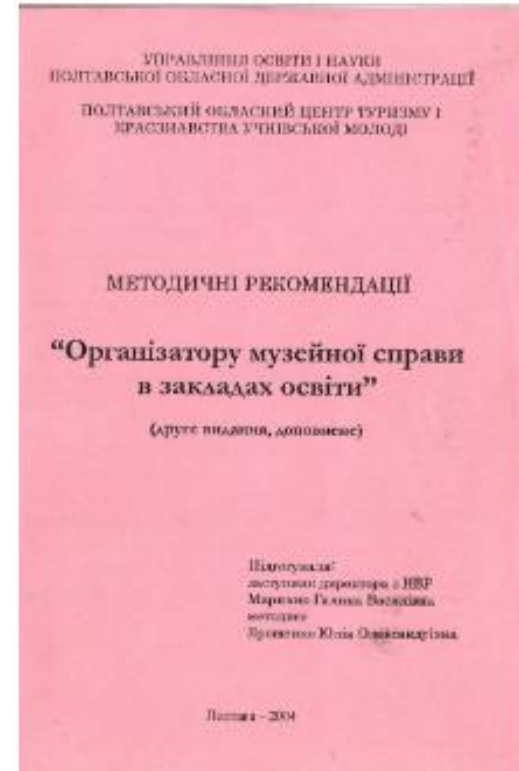 УПРАВЛІННЯ ОСВІТИ І НАУКИ
ПОЛТАВСЬКОЇ ОБЛАСНОЇ ДЕРЖАВНОЇ АДМІНІСТРАЦІЇ
ПОЛТАВСЬКИЙ ОБЛАСНИЙ ЦЕНТР ТУРИЗМУ І
КРАЄЗНАВСТВА УЧНІВСЬКОЇ МОЛОДІ
МЕТОДИЧНІ РЕКОМЕНДАЦІЇ
“Організатору музейної справи
в закладах освіти”
(друге видання, доповнене)
Підготували:
заступник директора з НВР
Галина Василівна
методист
Юлія Олександрівна
Полтава – 2004